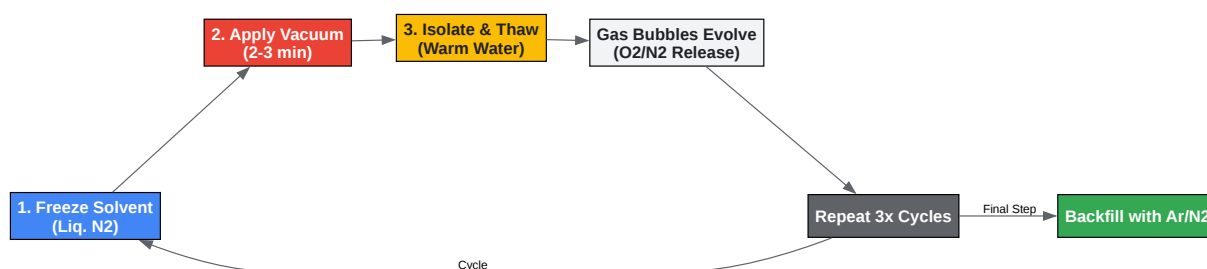 2. Apply Vacuum
(2-3 min)
3. Isolate & Thaw
(Warm Water)
Gas Bubbles Evolve
(O2/N2 Release)
1. Freeze Solvent
(Liq. N2)
Repeat 3x Cycles
Final Step
Backfill with Ar/N2
Cycle